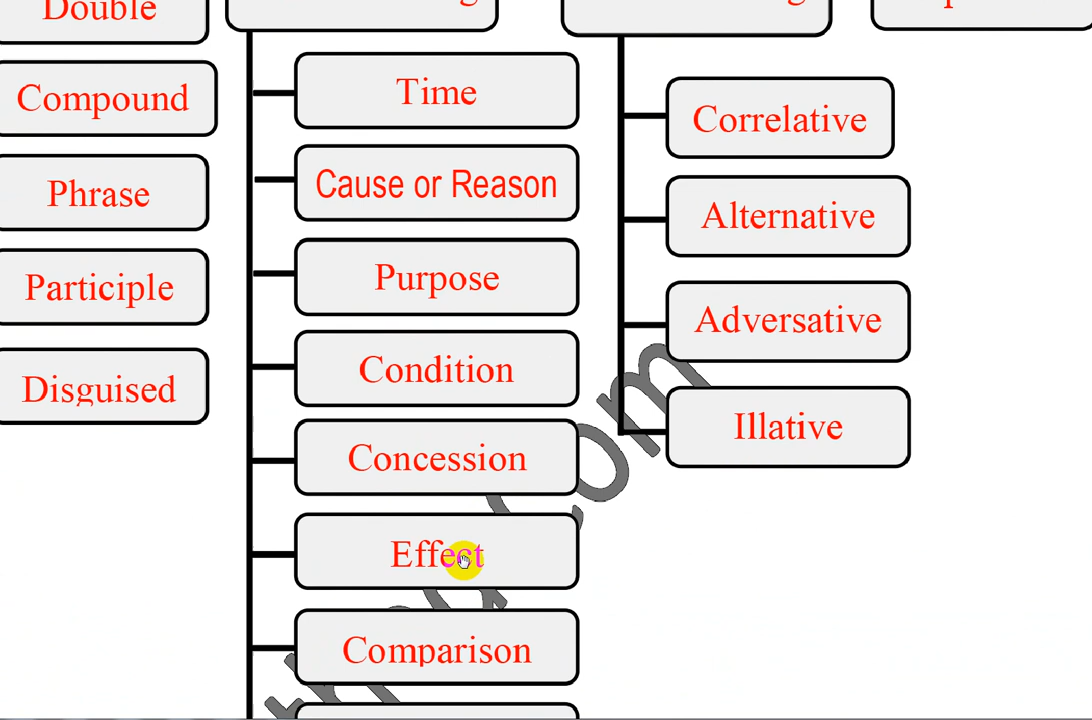 Double
Compound
Phrase
Participle
Disguised
Time
Cause or Reason
Purpose
Condition
Concession
Effect
Comparison
Correlative
Alternative
Adversative
Illative